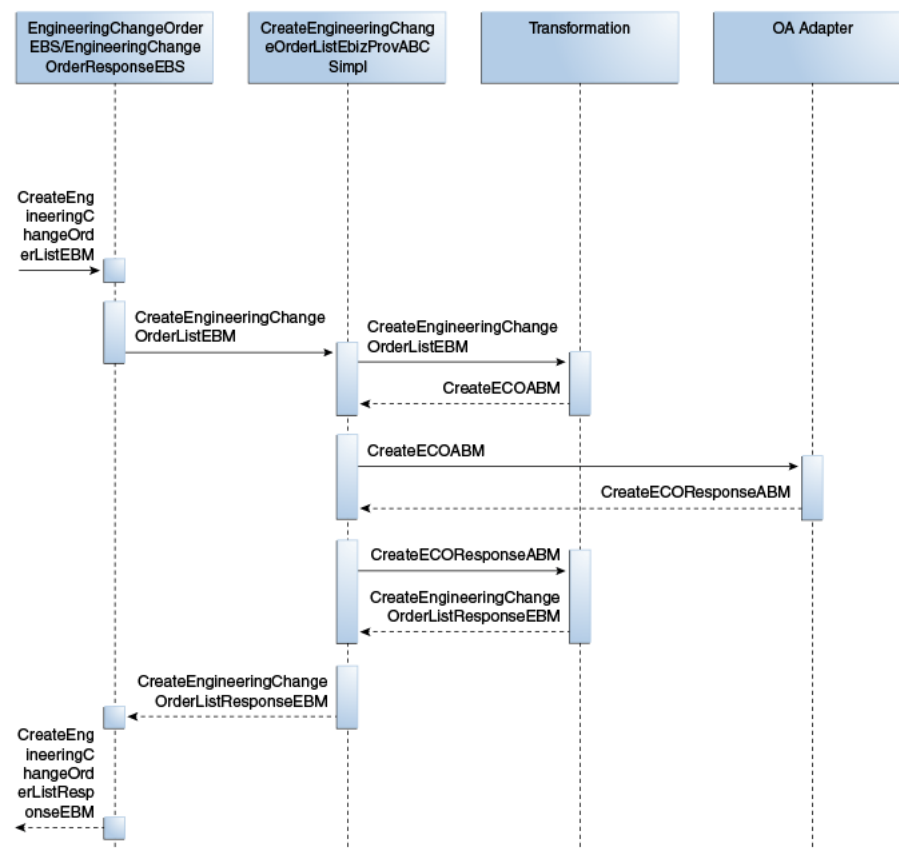 EngineeringChangeOrder
EBS/EngineeringChange
OrderResponseEBS
CreateEngineeringChang
eOrderListEbizProvABC
SImpl
Transformation
OA Adapter
CreateEng
ineeringC
hangeOrd
erListEBM
CreateEngineeringChange
OrderListEBM
CreateEngineeringChange
OrderListEBM
CreateECOABM
CreateECOABM
CreateECOResponseABM
CreateECOResponseABM
CreateEngineeringChange
OrderListResponseEBM
CreateEngineeringChange
OrderListResponseEBM
CreateEng
ineeringC
hangeOrd
erListResp
onseEBM